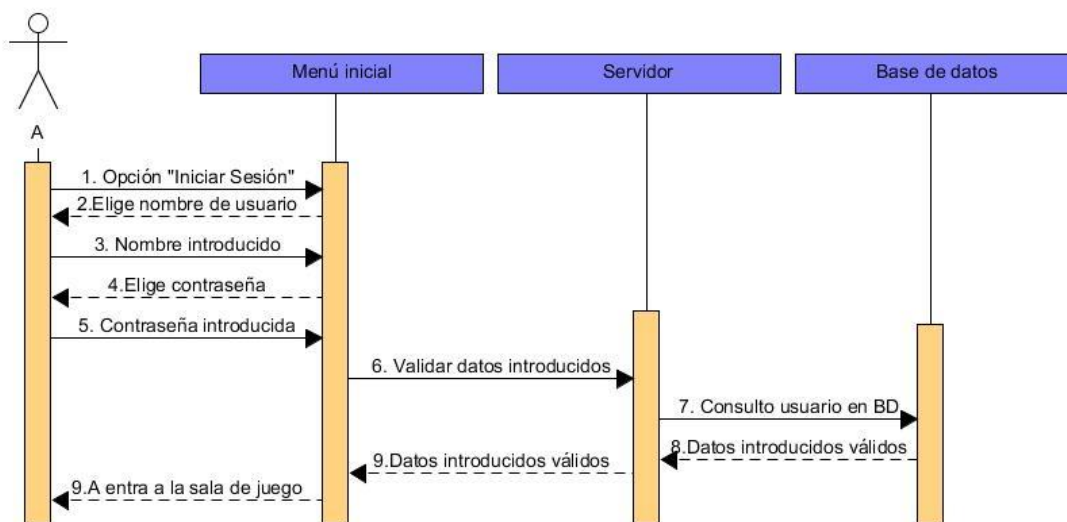 Menú inicial
Servidor
Base de datos
A
1. Opción "Iniciar Sesión"
2.Elige nombre de usuario
3. Nombre introducido
4.Elige contraseña
5. Contraseña introducida
6. Validar datos introducidos
7. Consulto usuario en BD
8.Datos introducidos válidos
9.Datos introducidos válidos
9.A entra a la sala de juego